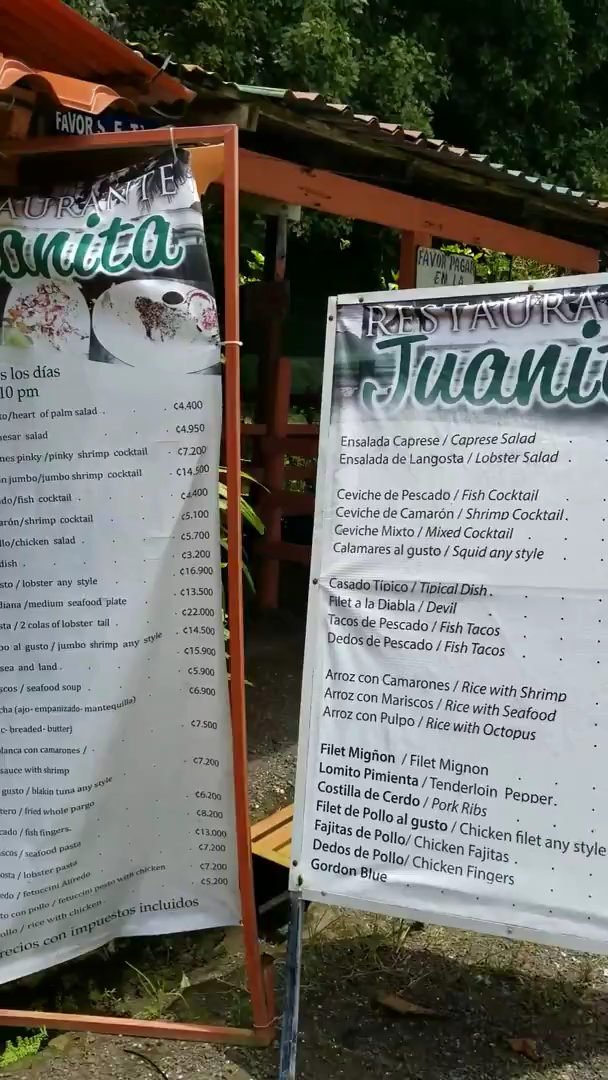 FAVOR
AURANTE
anita
s los días
10 pm
to/heart of palm salad . . ¢4.400
esar salad . ¢4.950
nes pinky/pinky shrimp cocktail . ¢7.200
n jumbo/jumbo shrimp cocktail . ¢14.500
do/fish cocktail . . ¢4.400
arón/shrimp cocktail . ¢5.100
llo/chicken salad . . ¢5.700
dish . . ¢3.200
sto / lobster any style . ¢16.900
diana/medium seafood plate . ¢13.500
sta / 2 colas of lobster tail . ¢22.000
bo al gusto / jumbo shrimp any style . ¢14.500
sea and land . ¢15.900
scos / seafood soup . ¢5.900
cha (ajo- empanizado- mantequilla) ¢6.900
c- breaded- butter)
lanca con camarones / . ¢7.500
sauce with shrimp
gusto / blakin tuna any style ¢7.200
tero / fried whole pargo
cado / fish fingers. ¢6.200
scos / seafood pasta ¢8.200
osta / lobster pasta ¢13.000
edo / fetuccini Alfredo ¢7.200
to con pollo / fetuccini pesto with chicken ¢7.200
ollo / rice with chicken ¢5.200
recios con impuestos incluidos
FAVOR PAGAR
EN LA
RESTAURA
Juani
Ensalada Caprese / Caprese Salad
Ensalada de Langosta / Lobster Salad
Ceviche de Pescado / Fish Cocktail
Ceviche de Camarón / Shrimp Cocktail.
Ceviche Mixto / Mixed Cocktail
Calamares al gusto / Squid any style
Casado Típico / Tipical Dish.
Filet a la Diabla / Devil
Tacos de Pescado / Fish Tacos
Dedos de Pescado / Fish Tacos
Arroz con Camarones / Rice with Shrimp
Arroz con Mariscos / Rice with Seafood
Arroz con Pulpo / Rice with Octopus
Filet Migñon / Filet Mignon
Lomito Pimienta / Tenderloin Pepper.
Costilla de Cerdo / Pork Ribs
Filet de Pollo al gusto / Chicken filet any style
Fajitas de Pollo/ Chicken Fajitas .
Dedos de Pollo/ Chicken Fingers
Gordon Blue